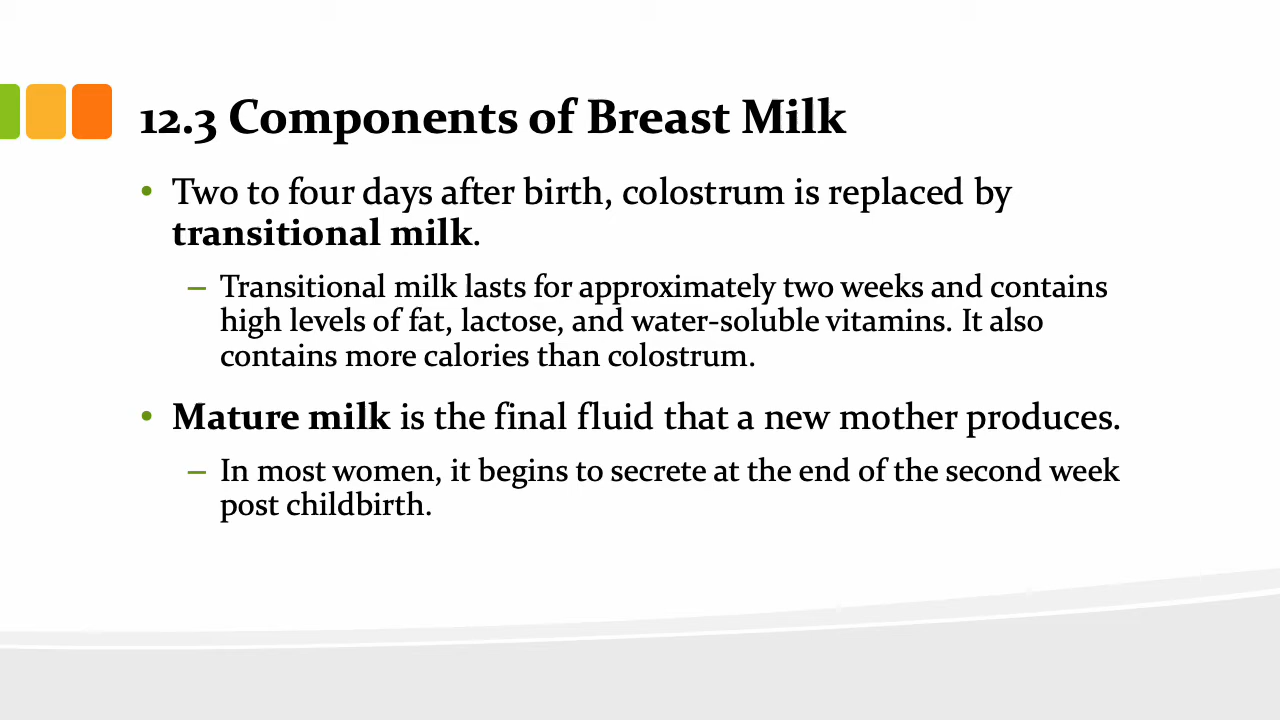 12.3 Components of Breast Milk
• Two to four days after birth, colostrum is replaced by
transitional milk.
– Transitional milk lasts for approximately two weeks and contains
high levels of fat, lactose, and water-soluble vitamins. It also
contains more calories than colostrum.
• Mature milk is the final fluid that a new mother produces.
– In most women, it begins to secrete at the end of the second week
post childbirth.